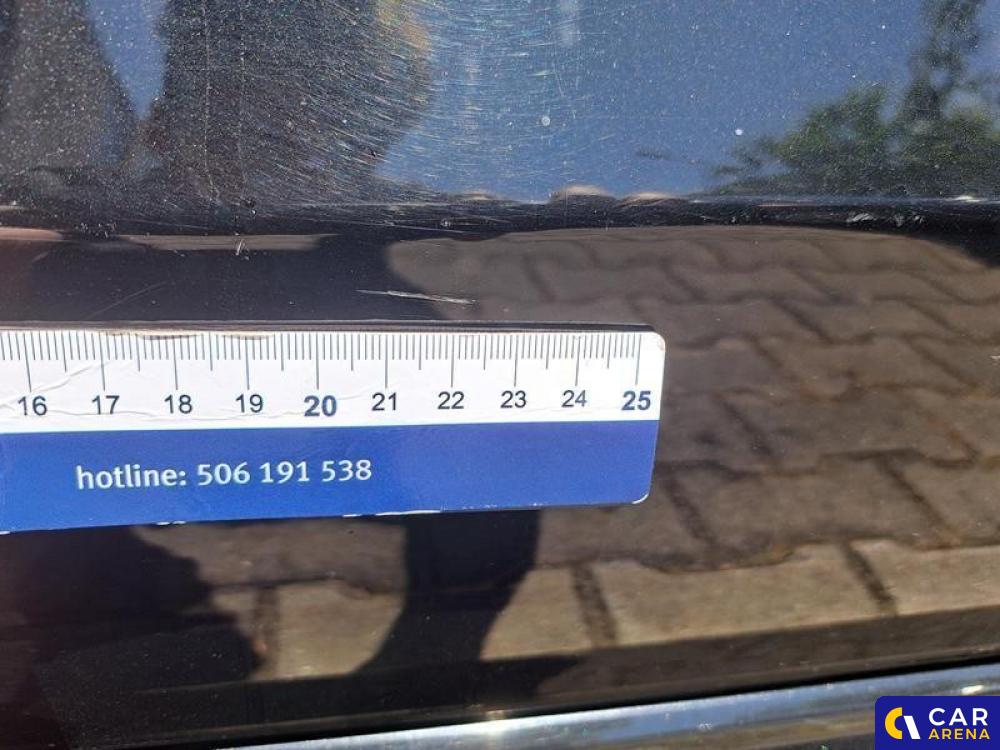 16 17 18 19 20 21 22 23 24 25
hotline: 506 191 538
CAR
ARENA